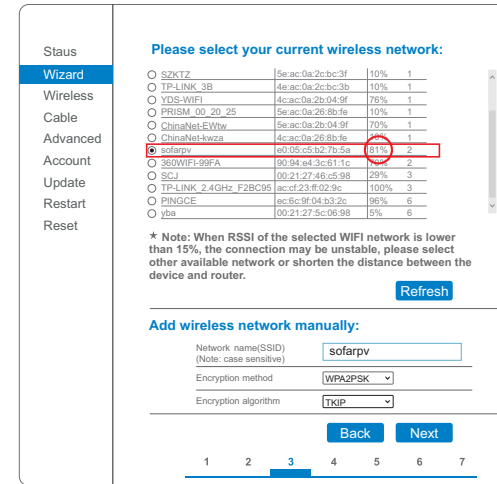 Staus
Wizard
Wireless
Cable
Advanced
Account
Update
Restart
Reset
Please select your current wireless network:
SZKTZ 5e:ac:0a:2c:bc:3f 10% 1
TP-LINK_3B 4e:ac:0a:2c:bc:3b 10% 1
YDS-WIFI 4c:ac:0a:2b:04:9f 76% 1
PRISM_00_20_25 5e:ac:0a:26:8b:fe 10% 1
ChinaNet-EWtw 5e:ac:0a:2b:04:9f 70% 1
ChinaNet-kwza 4c:ac:0a:26:8b:fe 1
sofarpv e0:05:c5:b2:7b:5a 81% 2
360WIFI-99FA 90:94:e4:3c:61:1c 2
SCJ 00:21:27:46:c5:98 29% 3
TP-LINK_2.4GHz_F2BC95 ac:cf:23:ff:02:9c 100% 3
PINGCE ec:6c:9f:04:b3:2c 96% 6
yba 00:21:27:5c:06:98 5% 6
* Note: When RSSI of the selected WIFI network is lower
than 15%, the connection may be unstable, please select
other available network or shorten the distance between the
device and router.
Refresh
Add wireless network manually:
Network name(SSID)
(Note: case sensitive)
sofarpv
Encryption method WPA2PSK
Encryption algorithm TKIP
Back Next
1 2 3 4 5 6 7